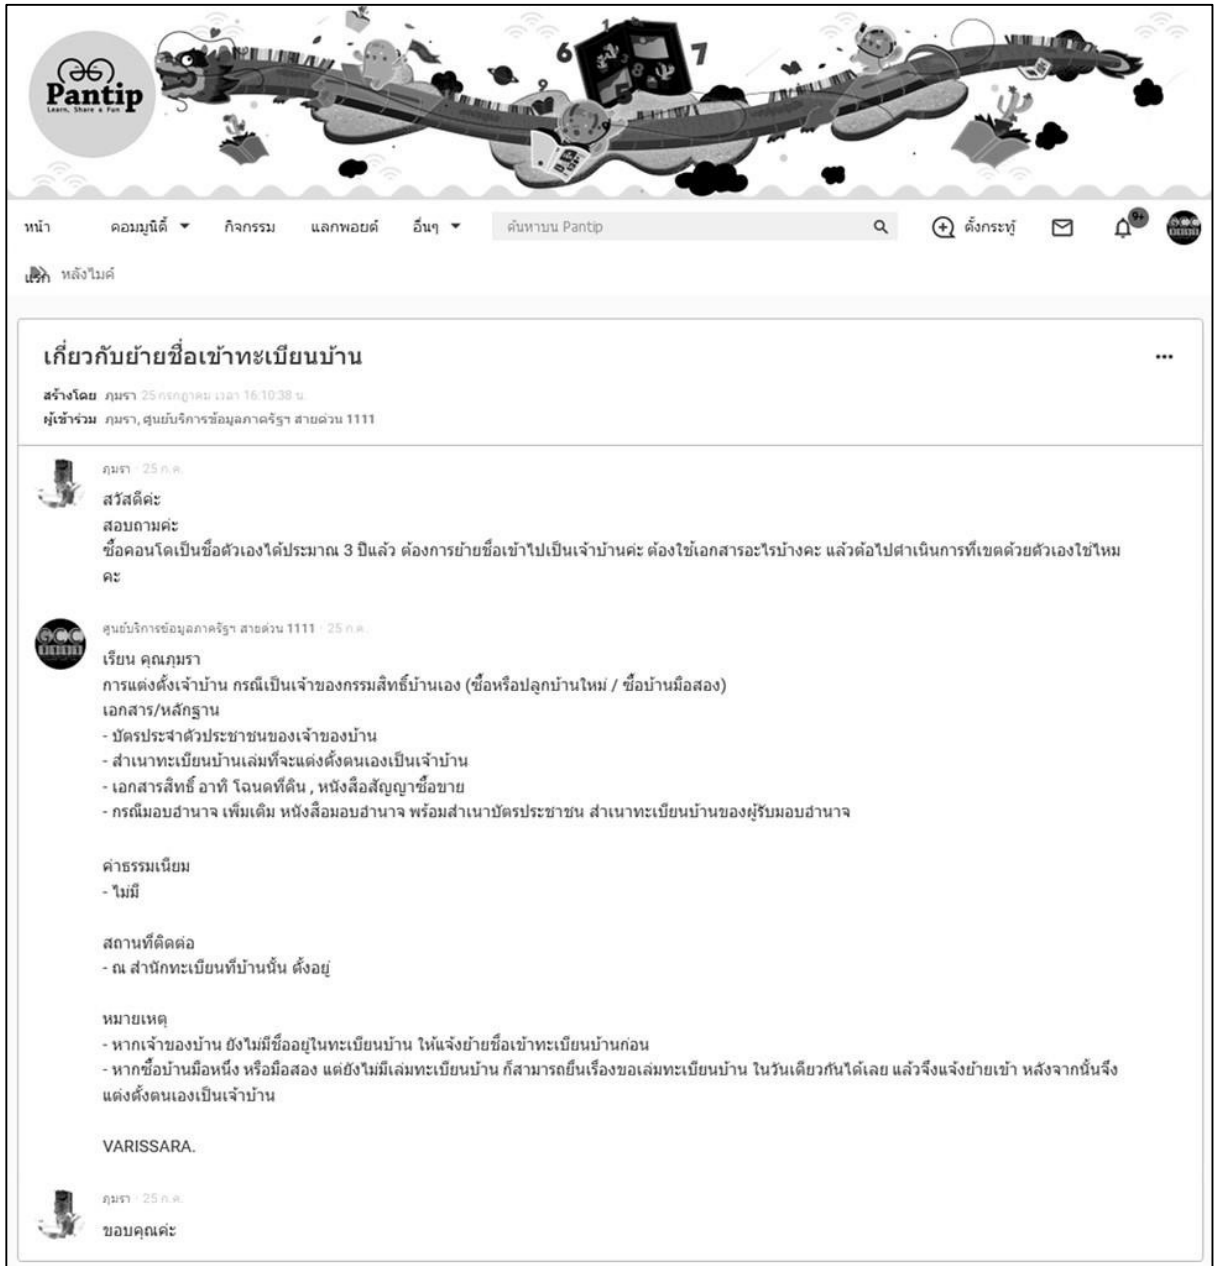 Pantip
Learn, Share & Fun
1
6
7
9
3
8
หน้า
คอมมูนิตี้
กิจกรรม
แลกพอยต์
อื่นๆ
ค้นหาบน Pantip
ตั้งกระทู้
9+
แรก
หลังไมค์
เกี่ยวกับย้ายชื่อเข้าทะเบียนบ้าน
สร้างโดย ภุมรา 25 กรกฎาคม เวลา 16:10:38 น.
ผู้เข้าร่วม ภุมรา, ศูนย์บริการข้อมูลภาครัฐฯ สายด่วน 1111
ภุมรา · 25 ก.ค.
สวัสดีค่ะ
สอบถามค่ะ
ซื้อคอนโดเป็นชื่อตัวเองได้ประมาณ 3 ปีแล้ว ต้องการย้ายชื่อเข้าไปเป็นเจ้าบ้านค่ะ ต้องใช้เอกสารอะไรบ้างคะ แล้วต้อไปดำเนินการที่เขตด้วยตัวเองใช่ไหม
คะ
GCC
1111
ศูนย์บริการข้อมูลภาครัฐฯ สายด่วน 1111 · 25 ก.ค.
เรียน คุณภุมรา
การแต่งตั้งเจ้าบ้าน กรณีเป็นเจ้าของกรรมสิทธิ์บ้านเอง (ซื้อหรือปลูกบ้านใหม่ / ซื้อบ้านมือสอง)
เอกสาร/หลักฐาน
- บัตรประจำตัวประชาชนของเจ้าของบ้าน
- สำเนาทะเบียนบ้านเล่มที่จะแต่งตั้งตนเองเป็นเจ้าบ้าน
- เอกสารสิทธิ์ อาทิ โฉนดที่ดิน , หนังสือสัญญาซื้อขาย
- กรณีมอบอำนาจ เพิ่มเติม หนังสือมอบอำนาจ พร้อมสำเนาบัตรประชาชน สำเนาทะเบียนบ้านของผู้รับมอบอำนาจ
ค่าธรรมเนียม
- ไม่มี
สถานที่ติดต่อ
- ณ สำนักทะเบียนที่บ้านนั้น ตั้งอยู่
หมายเหตุ
- หากเจ้าของบ้าน ยังไม่มีชื่ออยู่ในทะเบียนบ้าน ให้แจ้งย้ายชื่อเข้าทะเบียนบ้านก่อน
- หากซื้อบ้านมือหนึ่ง หรือมือสอง แต่ยังไม่มีเล่มทะเบียนบ้าน ก็สามารถยื่นเรื่องขอเล่มทะเบียนบ้าน ในวันเดียวกันได้เลย แล้วจึงแจ้งย้ายเข้า หลังจากนั้นจึง
แต่งตั้งตนเองเป็นเจ้าบ้าน
VARISSARA.
ภุมรา · 25 ก.ค.
ขอบคุณค่ะ